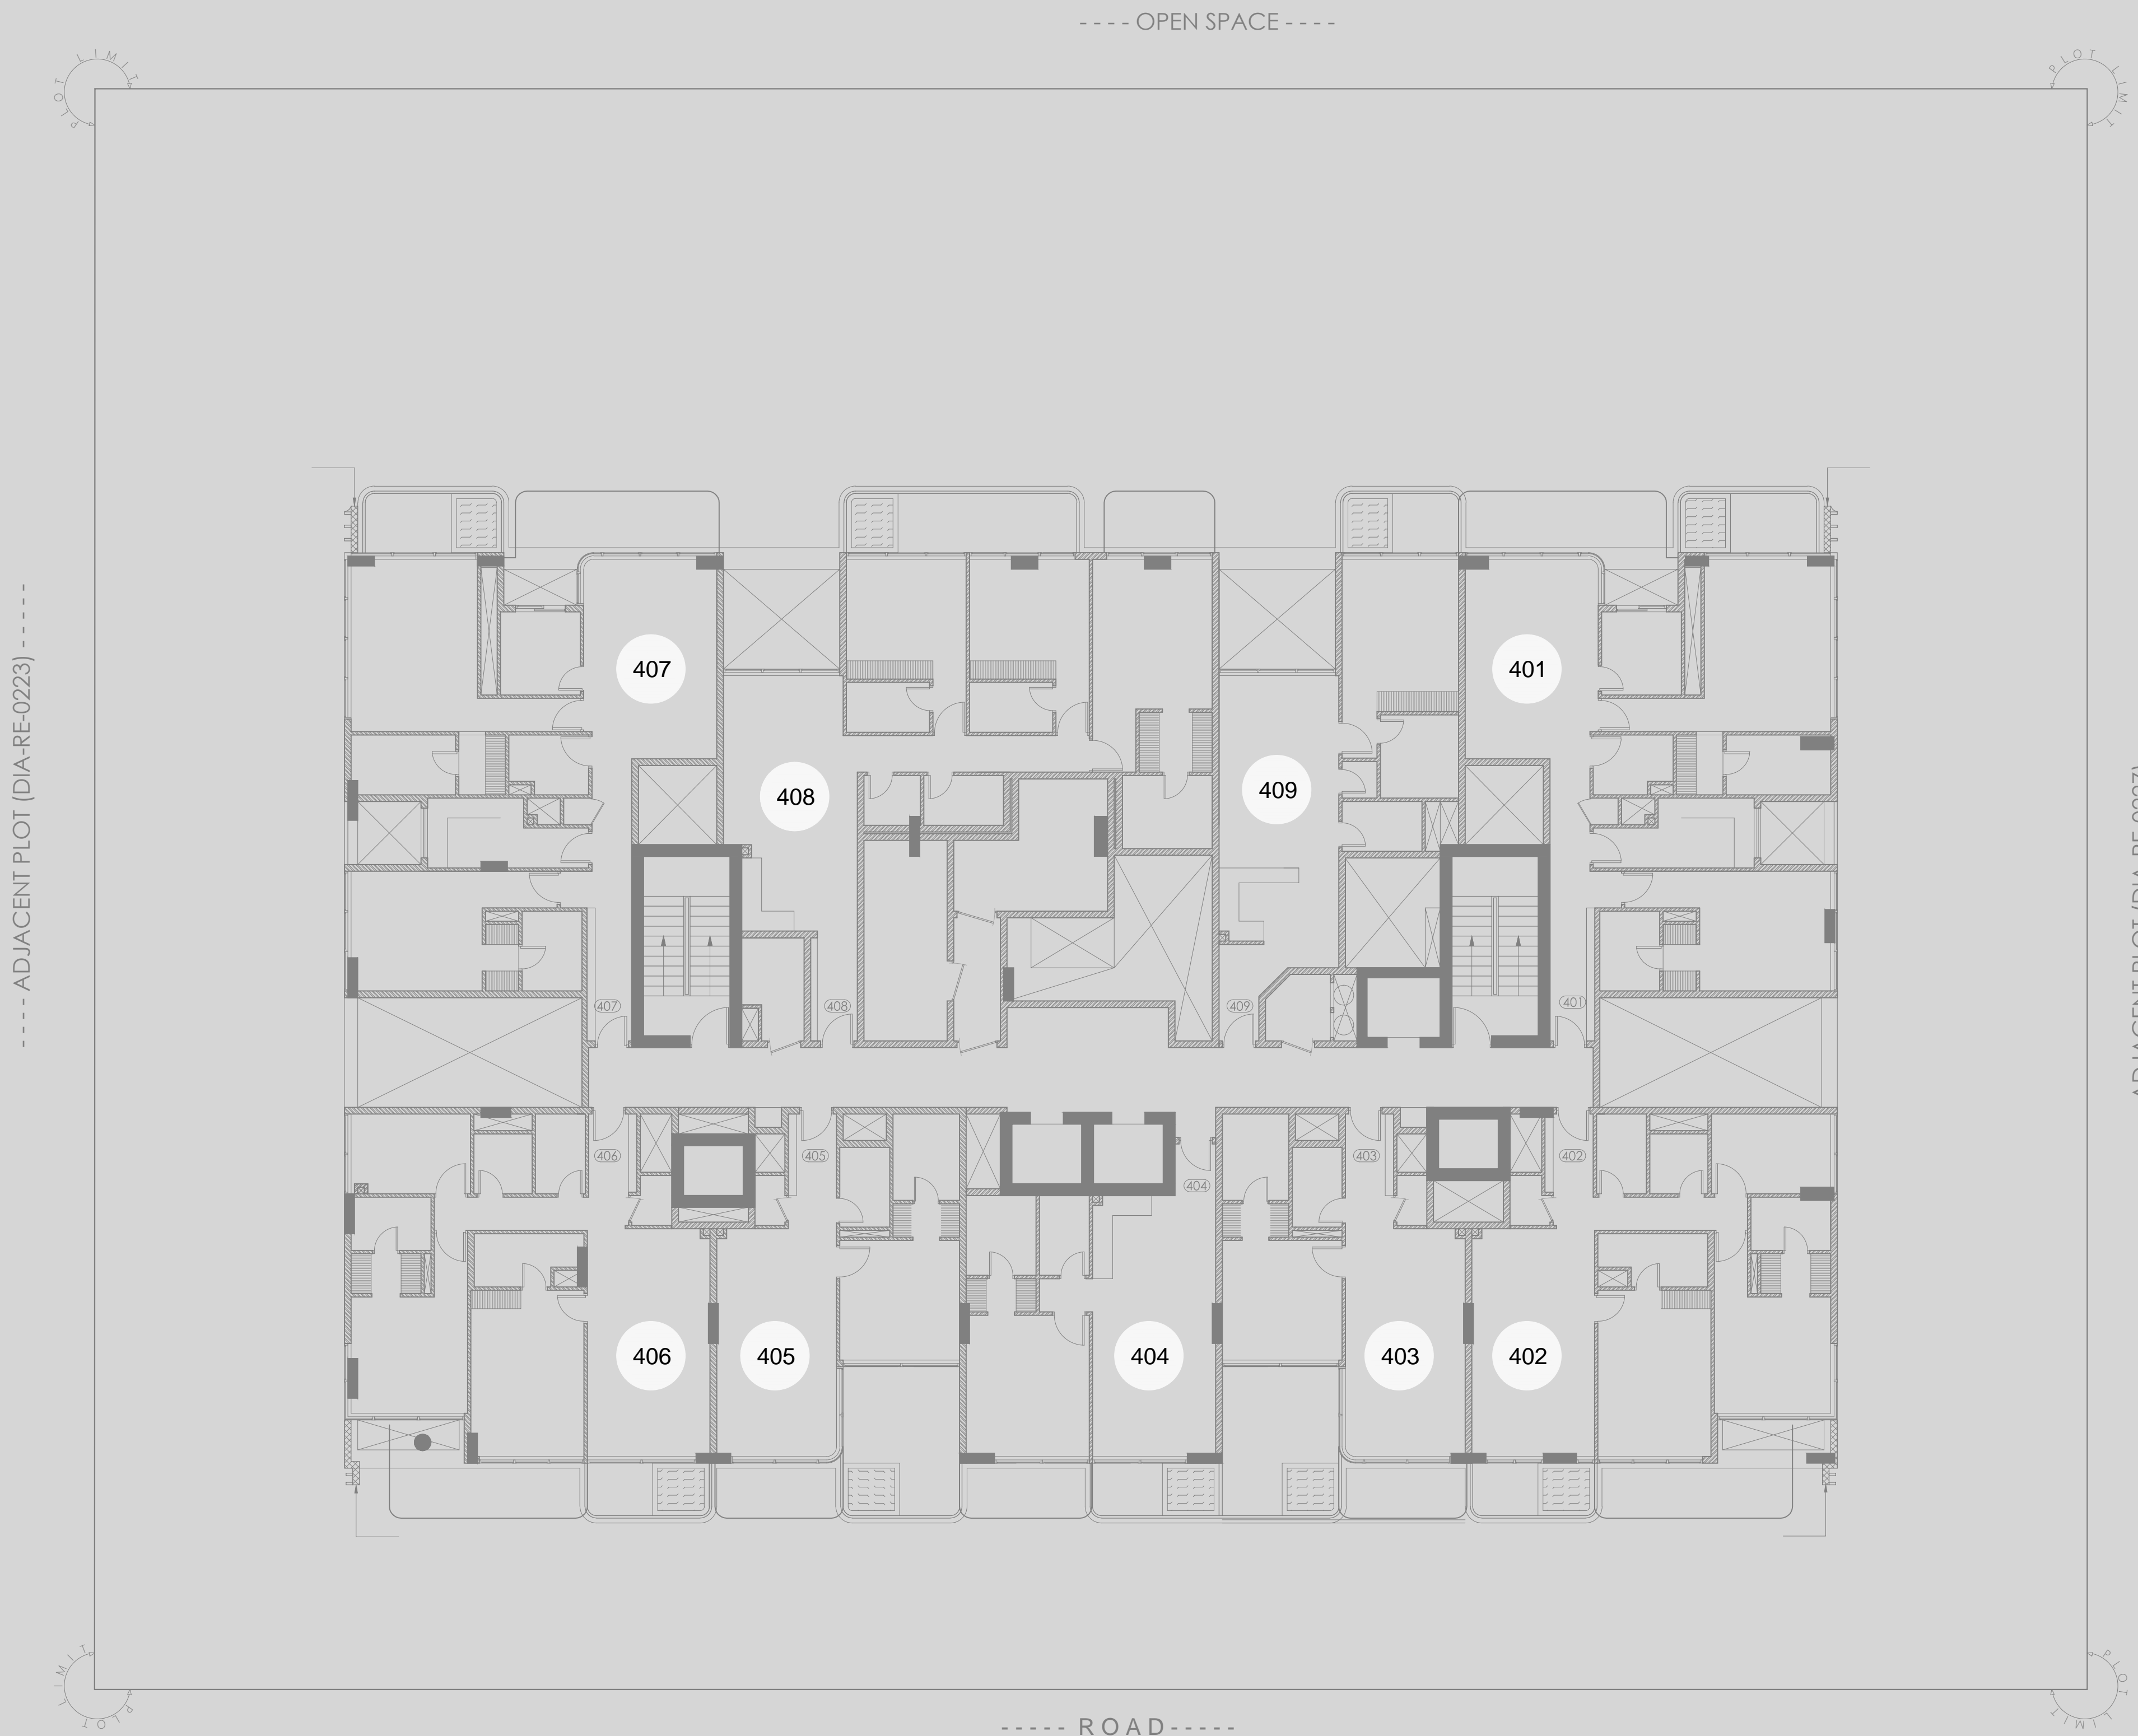 - - - - OPEN SPACE - - - -
PLOT LIMIT
PLOT LIMIT
- - - - - ADJACENT PLOT (DIA-RE-0223) - - - - -
407
401
408
409
407
408
409
401
406
405
404
403
402
406
405
404
403
402
PLOT LIMIT
PLOT LIMIT
- - - - - ROAD - - - - -